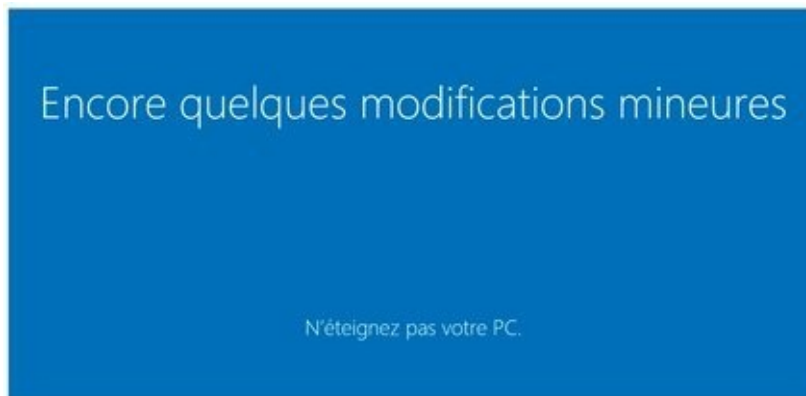 Encore quelques modifications mineures
N'éteignez pas votre PC.